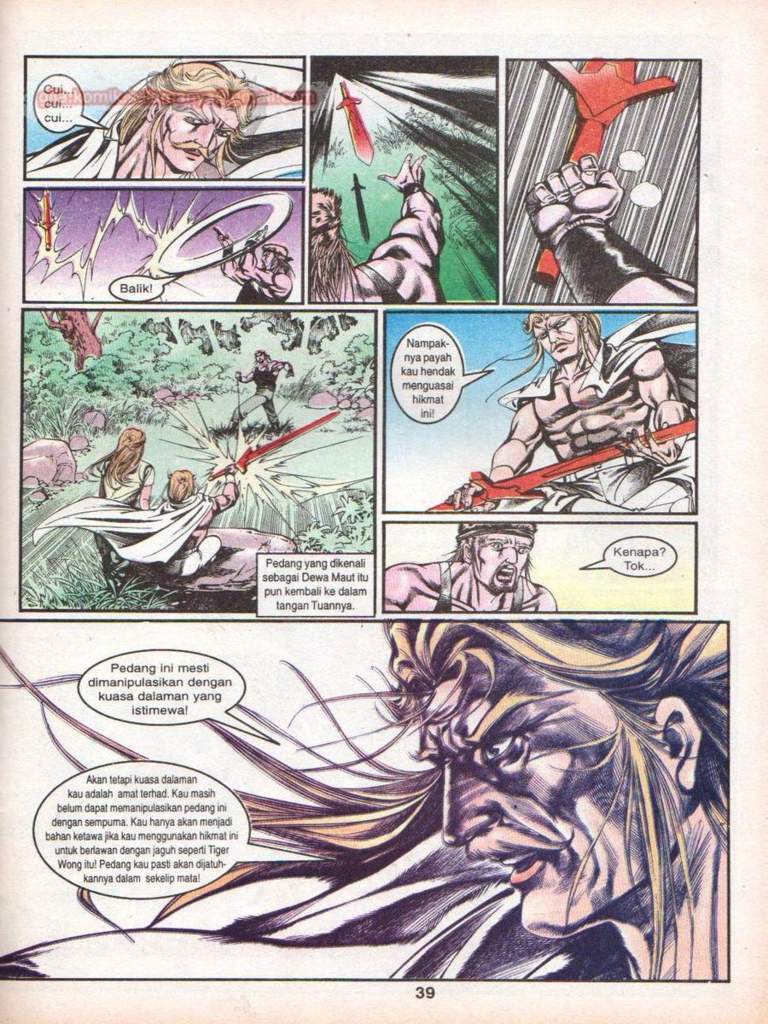 Cui...
cui...
cui...
Balik!
Nampak-
nya payah
kau hendak
menguasai
hikmat
ini!
Pedang yang dikenali
sebagai Dewa Maut itu
pun kembali ke dalam
tangan Tuannya.
Kenapa?
Tok...
Pedang ini mesti
dimanipulasikan dengan
kuasa dalaman yang
istimewa!
Akan tetapi kuasa dalaman
kau adalah amat terhad. Kau masih
belum dapat memanipulasikan pedang ini
dengan sempurna. Kau hanya akan menjadi
bahan ketawa jika kau menggunakan hikmat ini
untuk berlawan dengan jaguh seperti Tiger
Wong itu! Pedang kau pasti akan dijatuh-
kannya dalam sekelip mata!
39